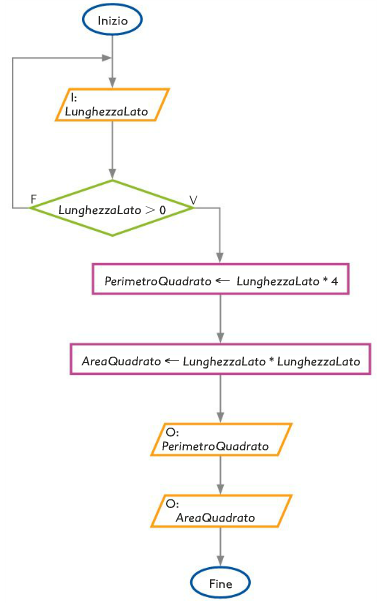 Inizio
I:
LunghezzaLato
F
LunghezzaLato > 0
V
PerimetroQuadrato ← LunghezzaLato * 4
AreaQuadrato ← LunghezzaLato * LunghezzaLato
O:
PerimetroQuadrato
O:
AreaQuadrato
Fine